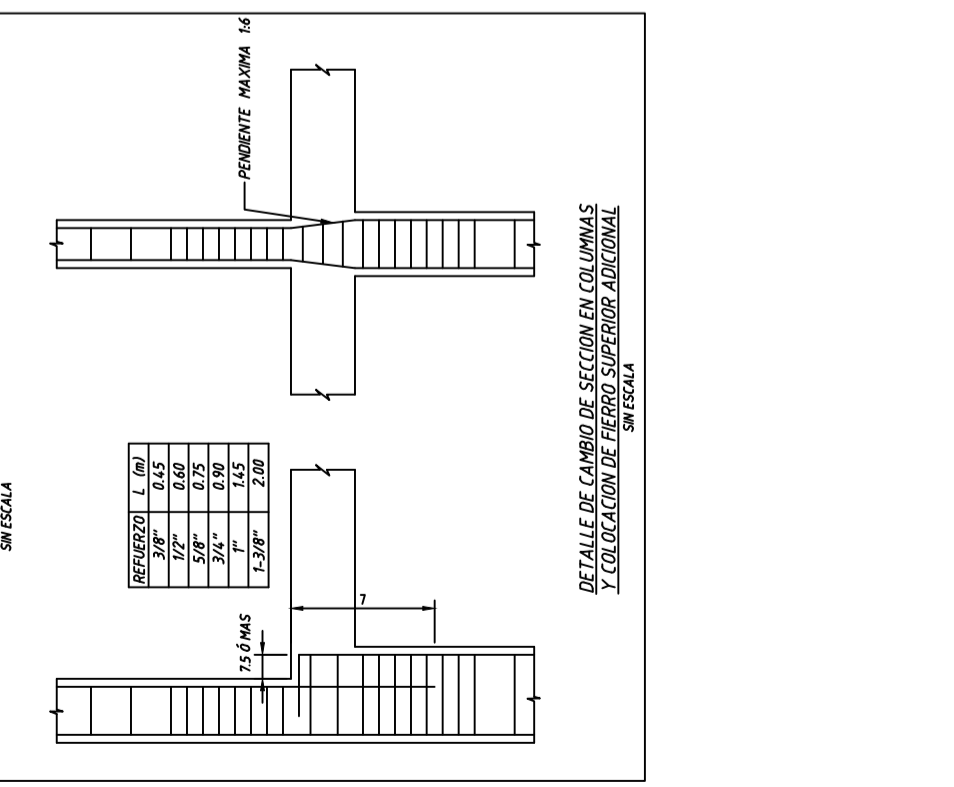 SIN ESCALA
PENDIENTE MAXIMA 1:6
REFUERZO L (m)
3/8" 0.45
1/2" 0.60
5/8" 0.75
3/4" 0.90
1" 1.45
1-3/8" 2.00
7.5 Ó MAS
DETALLE DE CAMBIO DE SECCION EN COLUMNAS
Y COLOCACION DE FIERRO SUPERIOR ADICIONAL
SIN ESCALA